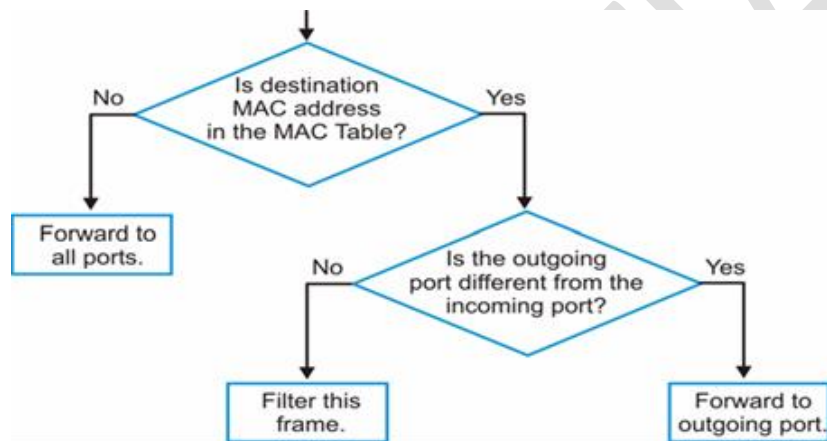 Is destination
MAC address
in the MAC Table?
No
Yes
Forward to
all ports.
Is the outgoing
port different from the
incoming port?
No
Yes
Filter this
frame.
Forward to
outgoing port.